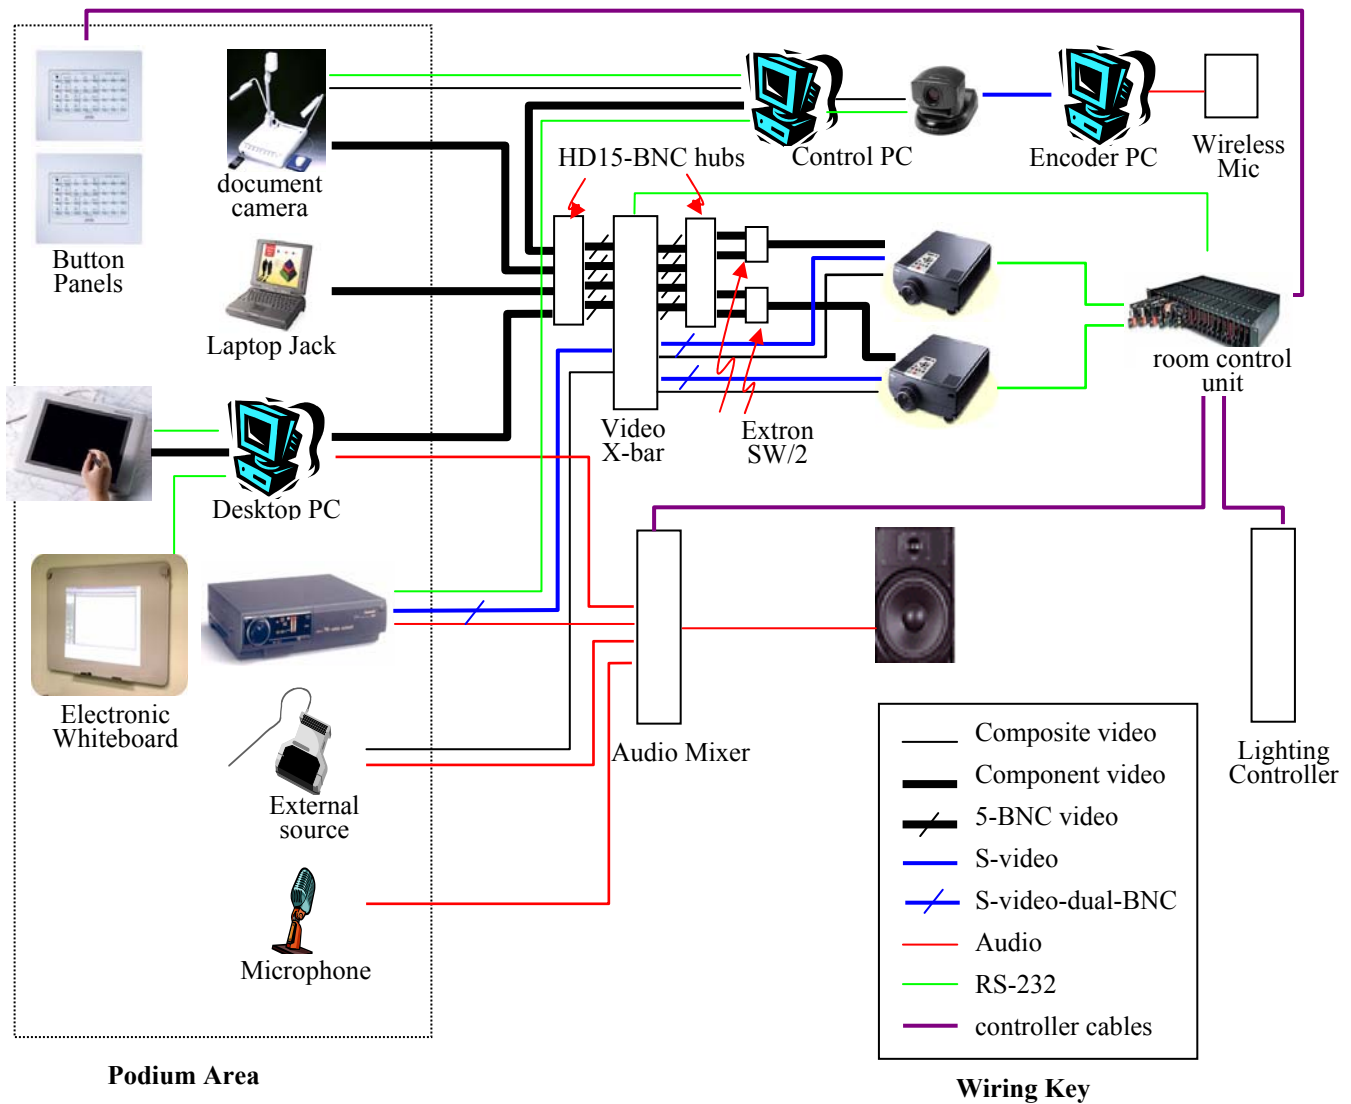 document
camera
Button
Panels
Laptop Jack
Desktop PC
Electronic
Whiteboard
External
source
Microphone
Podium Area
HD15-BNC hubs
Control PC
Encoder PC
Wireless
Mic
Video
X-bar
Extron
SW/2
room control
unit
Audio Mixer
Lighting
Controller
Composite video
Component video
5-BNC video
S-video
S-video-dual-BNC
Audio
RS-232
controller cables
Wiring Key